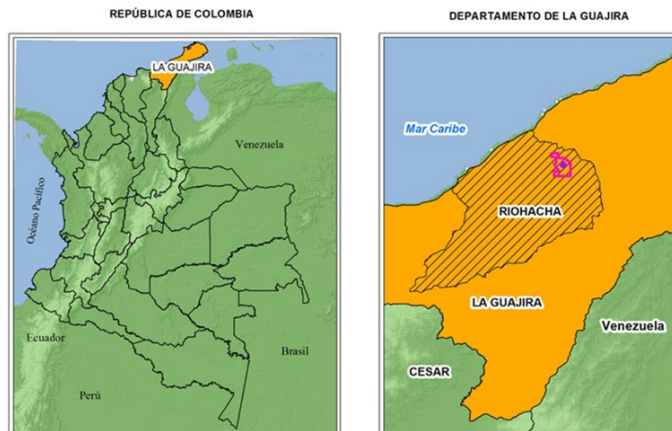 REPÚBLICA DE COLOMBIA
LA GUAJIRA
Venezuela
Océano Pacífico
Ecuador
Brasil
Perú
DEPARTAMENTO DE LA GUAJIRA
Mar Caribe
RIOHACHA
LA GUAJIRA
Venezuela
CESAR